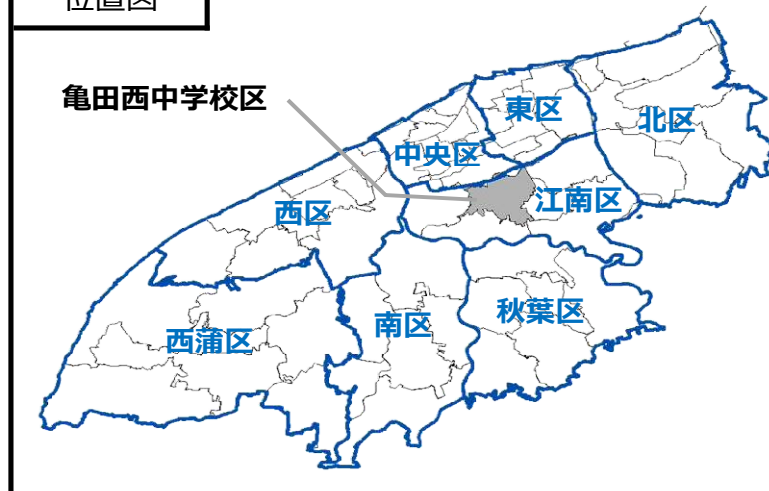 位置図
亀田西中学校区
東区
北区
中央区
江南区
西区
秋葉区
南区
西蒲区